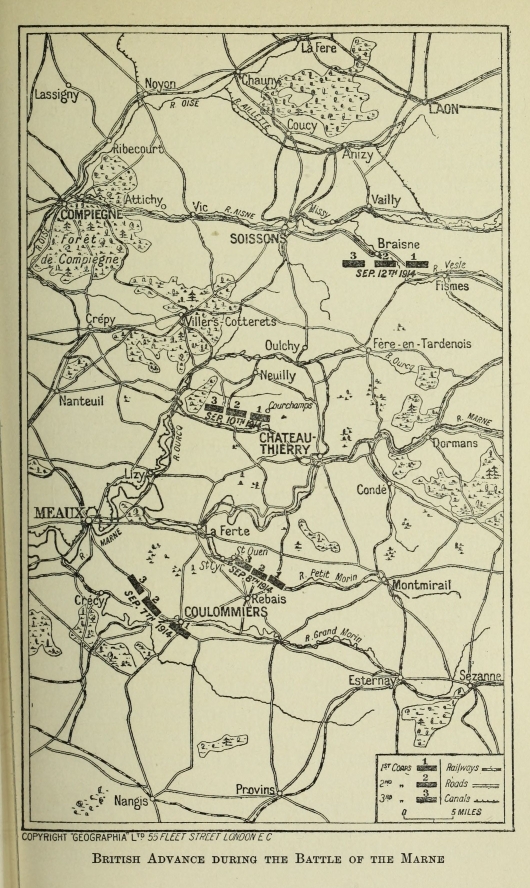 La Fere
Noyon
Chauny
Lassigny
LAON
R. OISE
R. AILLETTE
Coucy
Ribecourt
Anizy
Attichy
Vic
R. AISNE
Missy
Vailly
COMPIEGNE
SOISSONS
Forêt
de Compiegne
Braisne
3 2 1
SEP. 12TH 1914
R. Vesle
Fismes
Crépy
Villers-Cotterets
Oulchy
Fère-en-Tardenois
R. Ourcq
Neuilly
Nanteuil
3 2 1
SEP. 10TH 1914
Courchamps
R. OURCQ
CHATEAU-
THIERRY
R. MARNE
Dormans
Lizy
Condé
MEAUX
R. MARNE
La Ferte
St Ouen
St Cyr
3 2 1
SEP. 8TH 1914
R. Petit Morin
Montmirail
Rebais
3 2 1
SEP. 7TH 1914
Crécy
COULOMMIERS
R. Grand Morin
Esternay
Sézanne
Provins
Nangis
1ST CORPS 1 Railways
2ND " 2 Roads
3RD " 3 Canals
0 5 MILES
COPYRIGHT "GEOGRAPHIA" LTD 55 FLEET STREET LONDON E C
British Advance during the Battle of the Marne